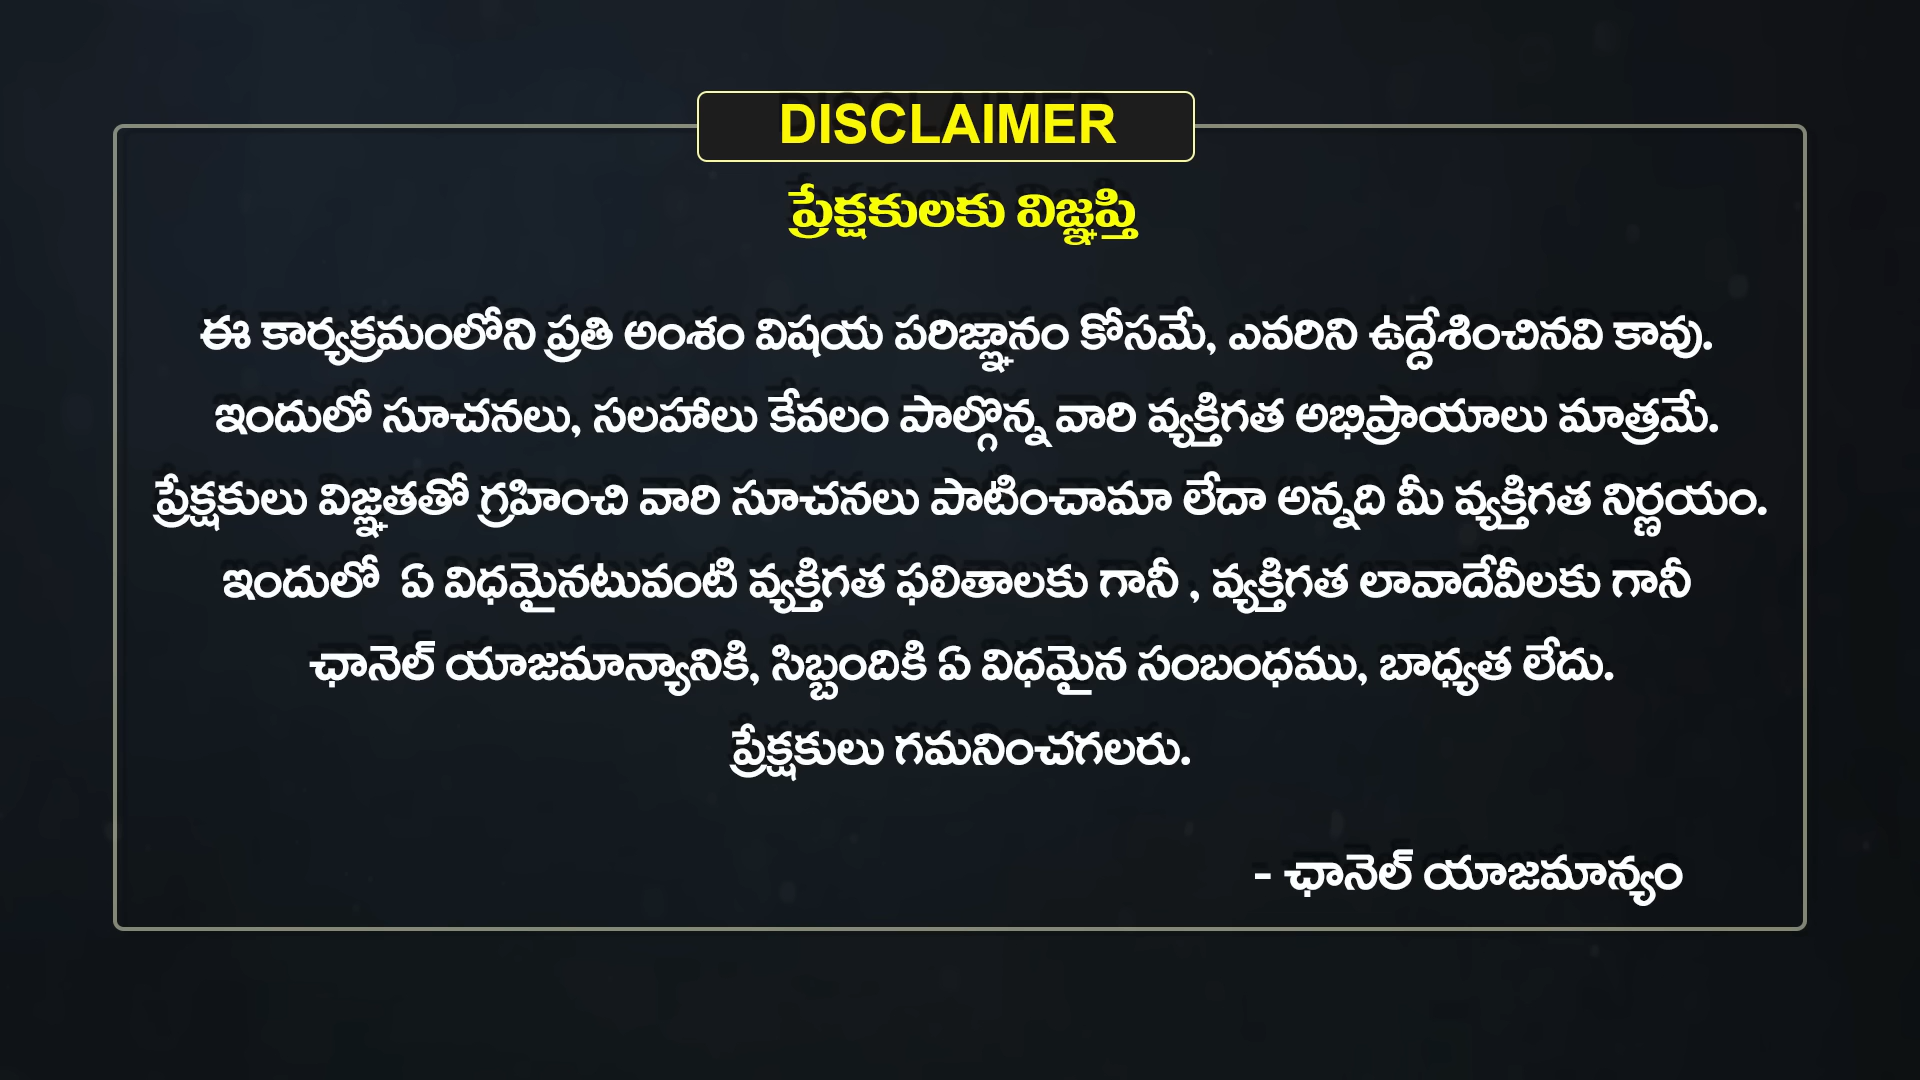 DISCLAIMER
ప్రేక్షకులకు విజ్ఞప్తి
ఈ కార్యక్రమంలోని ప్రతి అంశం విషయ పరిజ్ఞానం కోసమే, ఎవరిని ఉద్దేశించినవి కావు.
ఇందులో సూచనలు, సలహాలు కేవలం పాల్గొన్న వారి వ్యక్తిగత అభిప్రాయాలు మాత్రమే.
ప్రేక్షకులు విజ్ఞతతో గ్రహించి వారి సూచనలు పాటించామా లేదా అన్నది మీ వ్యక్తిగత నిర్ణయం.
ఇందులో ఏ విధమైనటువంటి వ్యక్తిగత ఫలితాలకు గానీ , వ్యక్తిగత లావాదేవీలకు గానీ
ఛానెల్ యాజమాన్యానికి, సిబ్బందికి ఏ విధమైన సంబంధము, బాధ్యత లేదు.
ప్రేక్షకులు గమనించగలరు.
- ఛానెల్ యాజమాన్యం